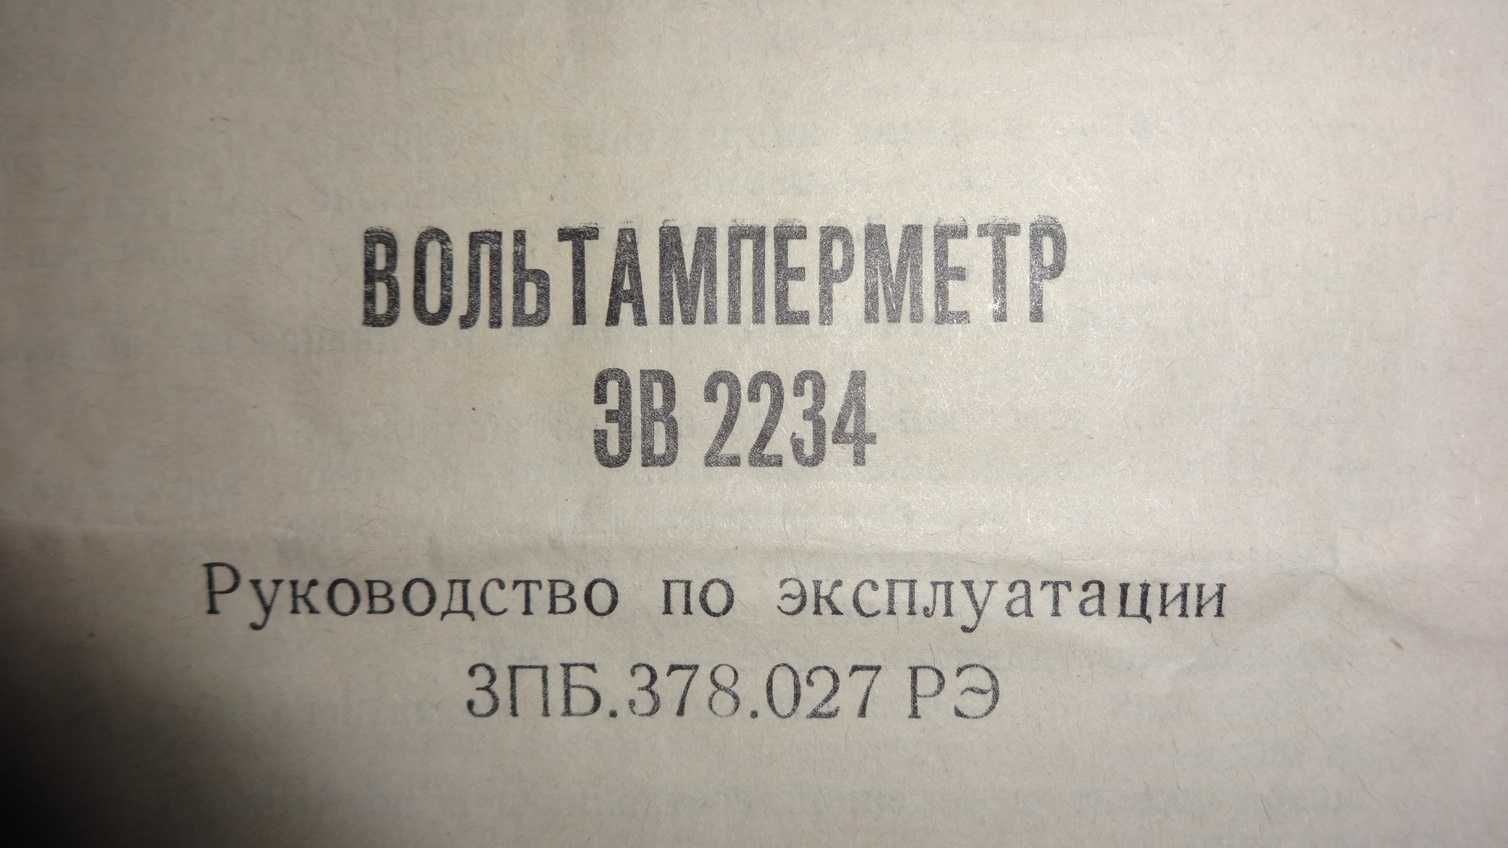 ВОЛЬТАМПЕРМЕТР
ЭВ 2234
Руководство по эксплуатации
3ПБ.378.027 РЭ